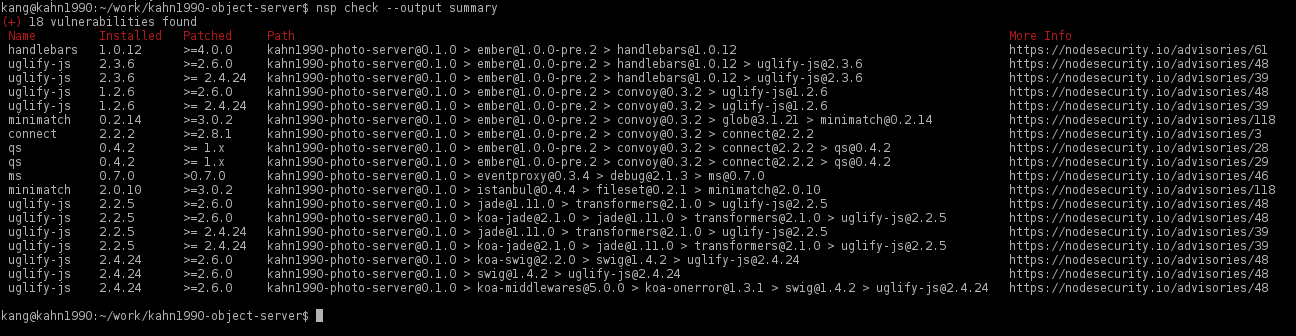 kang@kahn1990:~/work/kahn1990-object-server$ nsp check --output summary
(+) 18 vulnerabilities found
Name Installed Patched Path More Info
handlebars 1.0.12 >=4.0.0 kahn1990-photo-server@0.1.0 > ember@1.0.0-pre.2 > handlebars@1.0.12 https://nodesecurity.io/advisories/61
uglify-js 2.3.6 >=2.6.0 kahn1990-photo-server@0.1.0 > ember@1.0.0-pre.2 > handlebars@1.0.12 > uglify-js@2.3.6 https://nodesecurity.io/advisories/48
uglify-js 2.3.6 >= 2.4.24 kahn1990-photo-server@0.1.0 > ember@1.0.0-pre.2 > handlebars@1.0.12 > uglify-js@2.3.6 https://nodesecurity.io/advisories/39
uglify-js 1.2.6 >=2.6.0 kahn1990-photo-server@0.1.0 > ember@1.0.0-pre.2 > convoy@0.3.2 > uglify-js@1.2.6 https://nodesecurity.io/advisories/48
uglify-js 1.2.6 >= 2.4.24 kahn1990-photo-server@0.1.0 > ember@1.0.0-pre.2 > convoy@0.3.2 > uglify-js@1.2.6 https://nodesecurity.io/advisories/39
minimatch 0.2.14 >=3.0.2 kahn1990-photo-server@0.1.0 > ember@1.0.0-pre.2 > convoy@0.3.2 > glob@3.1.21 > minimatch@0.2.14 https://nodesecurity.io/advisories/118
connect 2.2.2 >=2.8.1 kahn1990-photo-server@0.1.0 > ember@1.0.0-pre.2 > convoy@0.3.2 > connect@2.2.2 https://nodesecurity.io/advisories/3
qs 0.4.2 >= 1.x kahn1990-photo-server@0.1.0 > ember@1.0.0-pre.2 > convoy@0.3.2 > connect@2.2.2 > qs@0.4.2 https://nodesecurity.io/advisories/28
qs 0.4.2 >= 1.x kahn1990-photo-server@0.1.0 > ember@1.0.0-pre.2 > convoy@0.3.2 > connect@2.2.2 > qs@0.4.2 https://nodesecurity.io/advisories/29
ms 0.7.0 >0.7.0 kahn1990-photo-server@0.1.0 > eventproxy@0.3.4 > debug@2.1.3 > ms@0.7.0 https://nodesecurity.io/advisories/46
minimatch 2.0.10 >=3.0.2 kahn1990-photo-server@0.1.0 > istanbul@0.4.4 > fileset@0.2.1 > minimatch@2.0.10 https://nodesecurity.io/advisories/118
uglify-js 2.2.5 >=2.6.0 kahn1990-photo-server@0.1.0 > jade@1.11.0 > transformers@2.1.0 > uglify-js@2.2.5 https://nodesecurity.io/advisories/48
uglify-js 2.2.5 >=2.6.0 kahn1990-photo-server@0.1.0 > koa-jade@2.1.0 > jade@1.11.0 > transformers@2.1.0 > uglify-js@2.2.5 https://nodesecurity.io/advisories/48
uglify-js 2.2.5 >= 2.4.24 kahn1990-photo-server@0.1.0 > jade@1.11.0 > transformers@2.1.0 > uglify-js@2.2.5 https://nodesecurity.io/advisories/39
uglify-js 2.2.5 >= 2.4.24 kahn1990-photo-server@0.1.0 > koa-jade@2.1.0 > jade@1.11.0 > transformers@2.1.0 > uglify-js@2.2.5 https://nodesecurity.io/advisories/39
uglify-js 2.4.24 >=2.6.0 kahn1990-photo-server@0.1.0 > koa-swig@2.2.0 > swig@1.4.2 > uglify-js@2.4.24 https://nodesecurity.io/advisories/48
uglify-js 2.4.24 >=2.6.0 kahn1990-photo-server@0.1.0 > swig@1.4.2 > uglify-js@2.4.24 https://nodesecurity.io/advisories/48
uglify-js 2.4.24 >=2.6.0 kahn1990-photo-server@0.1.0 > koa-middlewares@5.0.0 > koa-onerror@1.3.1 > swig@1.4.2 > uglify-js@2.4.24 https://nodesecurity.io/advisories/48
kang@kahn1990:~/work/kahn1990-object-server$